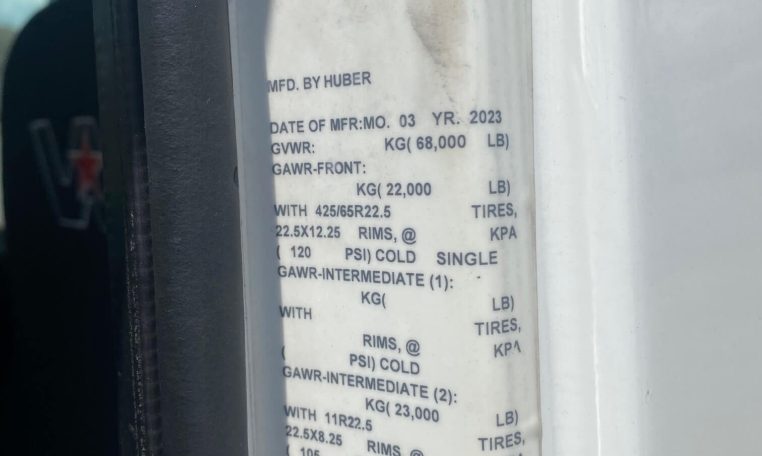 MFD. BY HUBER
DATE OF MFR:MO. 03 YR. 2023
GVWR: KG( 68,000 LB)
GAWR-FRONT:
KG( 22,000 LB)
WITH 425/65R22.5 TIRES,
22.5X12.25 RIMS, @ KPA
( 120 PSI) COLD SINGLE
GAWR-INTERMEDIATE (1):
KG( LB)
WITH TIRES,
RIMS, @ KPA
( PSI) COLD
GAWR-INTERMEDIATE (2):
KG( 23,000 LB)
WITH 11R22.5 TIRES,
22.5X8.25 RIMS @
( 105